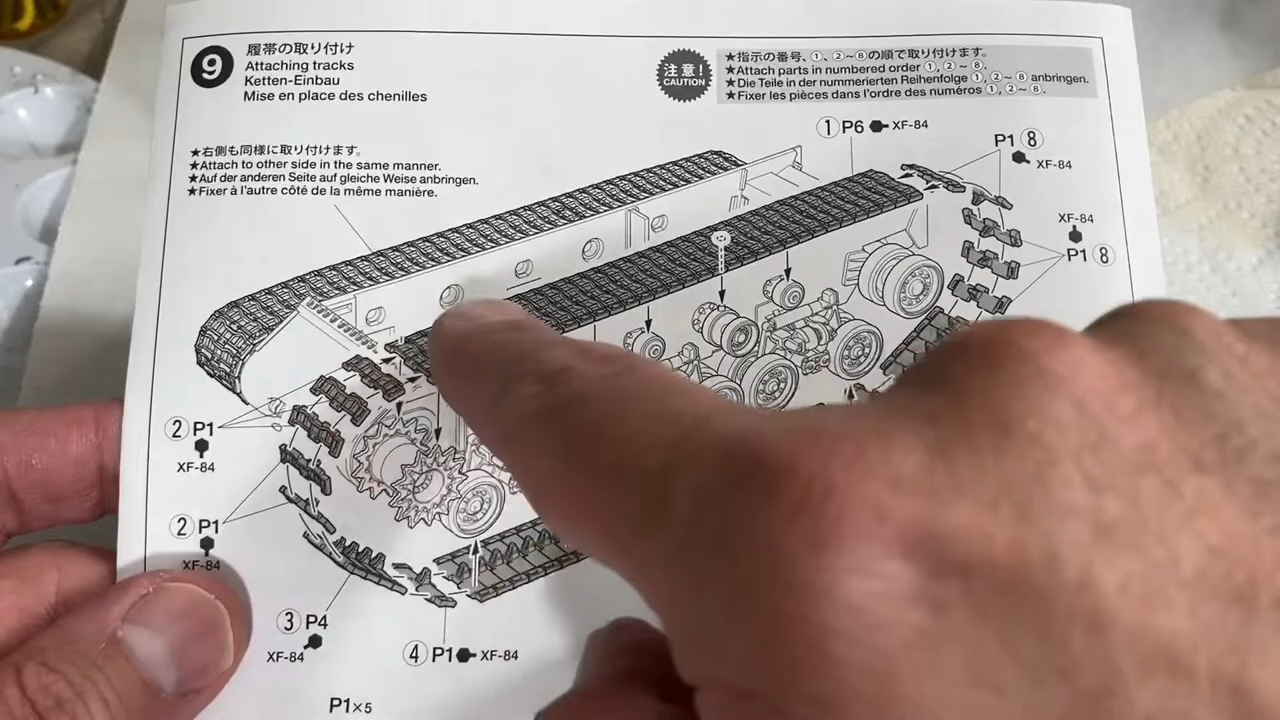 9
履帯の取り付け
Attaching tracks
Ketten-Einbau
Mise en place des chenilles
注意!
CAUTION
★指示の番号、①、②~⑧の順で取り付けます。
★Attach parts in numbered order ①, ②~⑧.
★Die Teile in der nummerierten Reihenfolge ①, ②~⑧ anbringen.
★Fixer les pièces dans l'ordre des numéros ①, ②~⑧.
★右側も同様に取り付けます。
★Attach to other side in the same manner.
★Auf der anderen Seite auf gleiche Weise anbringen.
★Fixer à l'autre côté de la même manière.
① P6 XF-84
P1 ⑧
XF-84
XF-84
P1 ⑧
② P1
XF-84
② P1
XF-84
③ P4
XF-84
④ P1 XF-84
P1×5